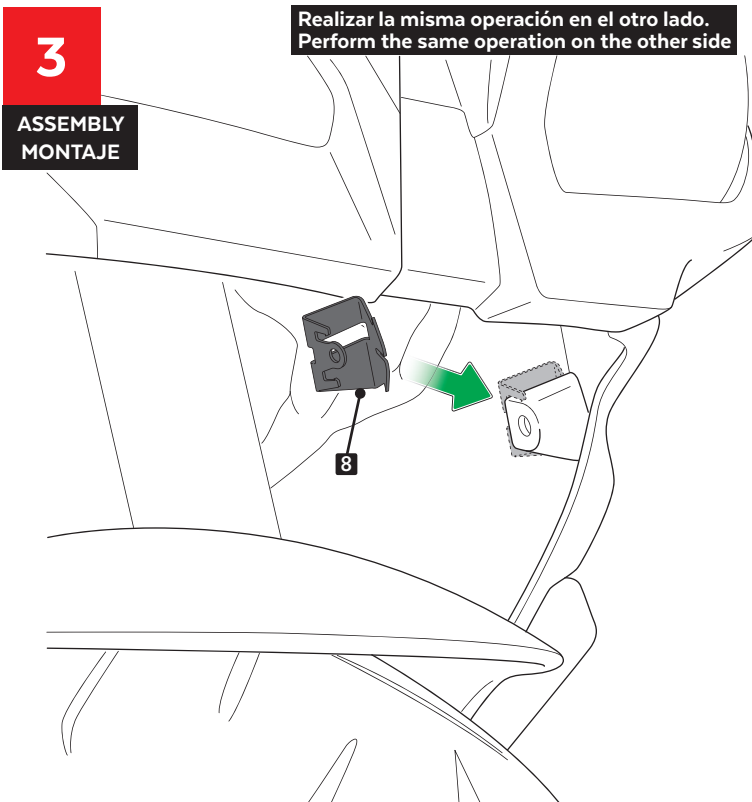 3
ASSEMBLY
MONTAJE
Realizar la misma operación en el otro lado.
Perform the same operation on the other side
8